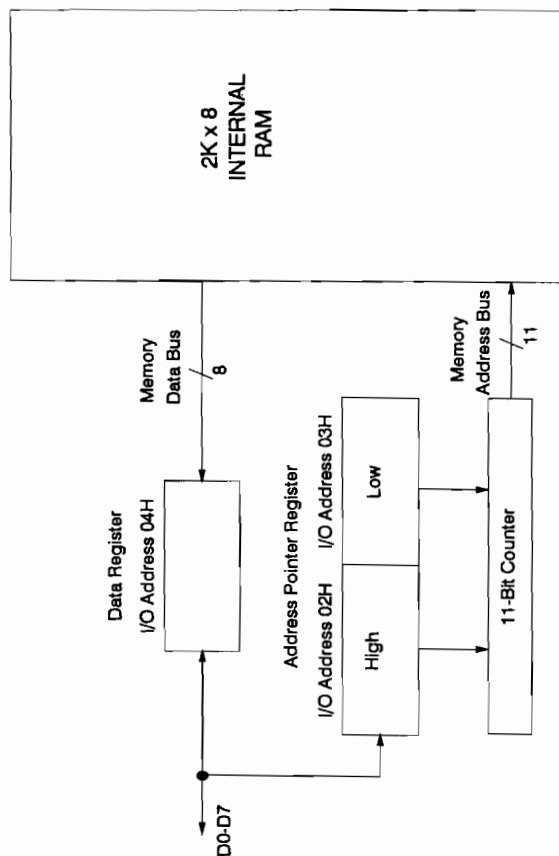 2K x 8
INTERNAL
RAM
Memory
Data Bus
8
Memory
Address Bus
11
Data Register
I/O Address 04H
Address Pointer Register
I/O Address 02H
I/O Address 03H
High
Low
11-Bit Counter
D0-D7